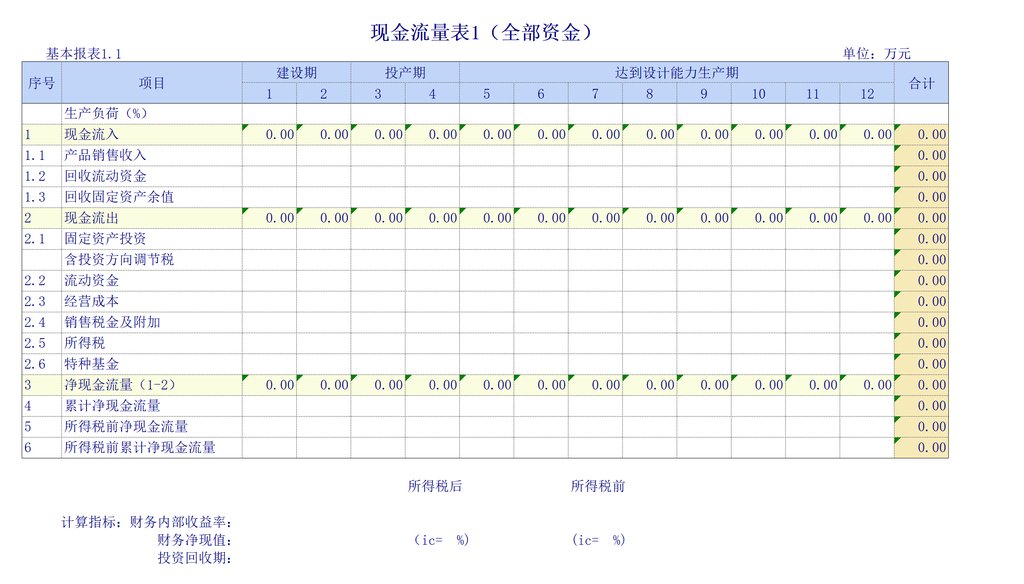 现金流量表1（全部资金）
基本报表1.1 单位：万元
序号 项目 建设期 投产期 达到设计能力生产期 合计
1 2 3 4 5 6 7 8 9 10 11 12
生产负荷（%）
1 现金流入 0.00 0.00 0.00 0.00 0.00 0.00 0.00 0.00 0.00 0.00 0.00 0.00 0.00
1.1 产品销售收入 0.00
1.2 回收流动资金 0.00
1.3 回收固定资产余值 0.00
2 现金流出 0.00 0.00 0.00 0.00 0.00 0.00 0.00 0.00 0.00 0.00 0.00 0.00 0.00
2.1 固定资产投资 0.00
含投资方向调节税 0.00
2.2 流动资金 0.00
2.3 经营成本 0.00
2.4 销售税金及附加 0.00
2.5 所得税 0.00
2.6 特种基金 0.00
3 净现金流量（1-2） 0.00 0.00 0.00 0.00 0.00 0.00 0.00 0.00 0.00 0.00 0.00 0.00 0.00
4 累计净现金流量 0.00
5 所得税前净现金流量 0.00
6 所得税前累计净现金流量 0.00
所得税后 所得税前
计算指标：财务内部收益率：
财务净现值： （ic= %） （ic= %）
投资回收期：